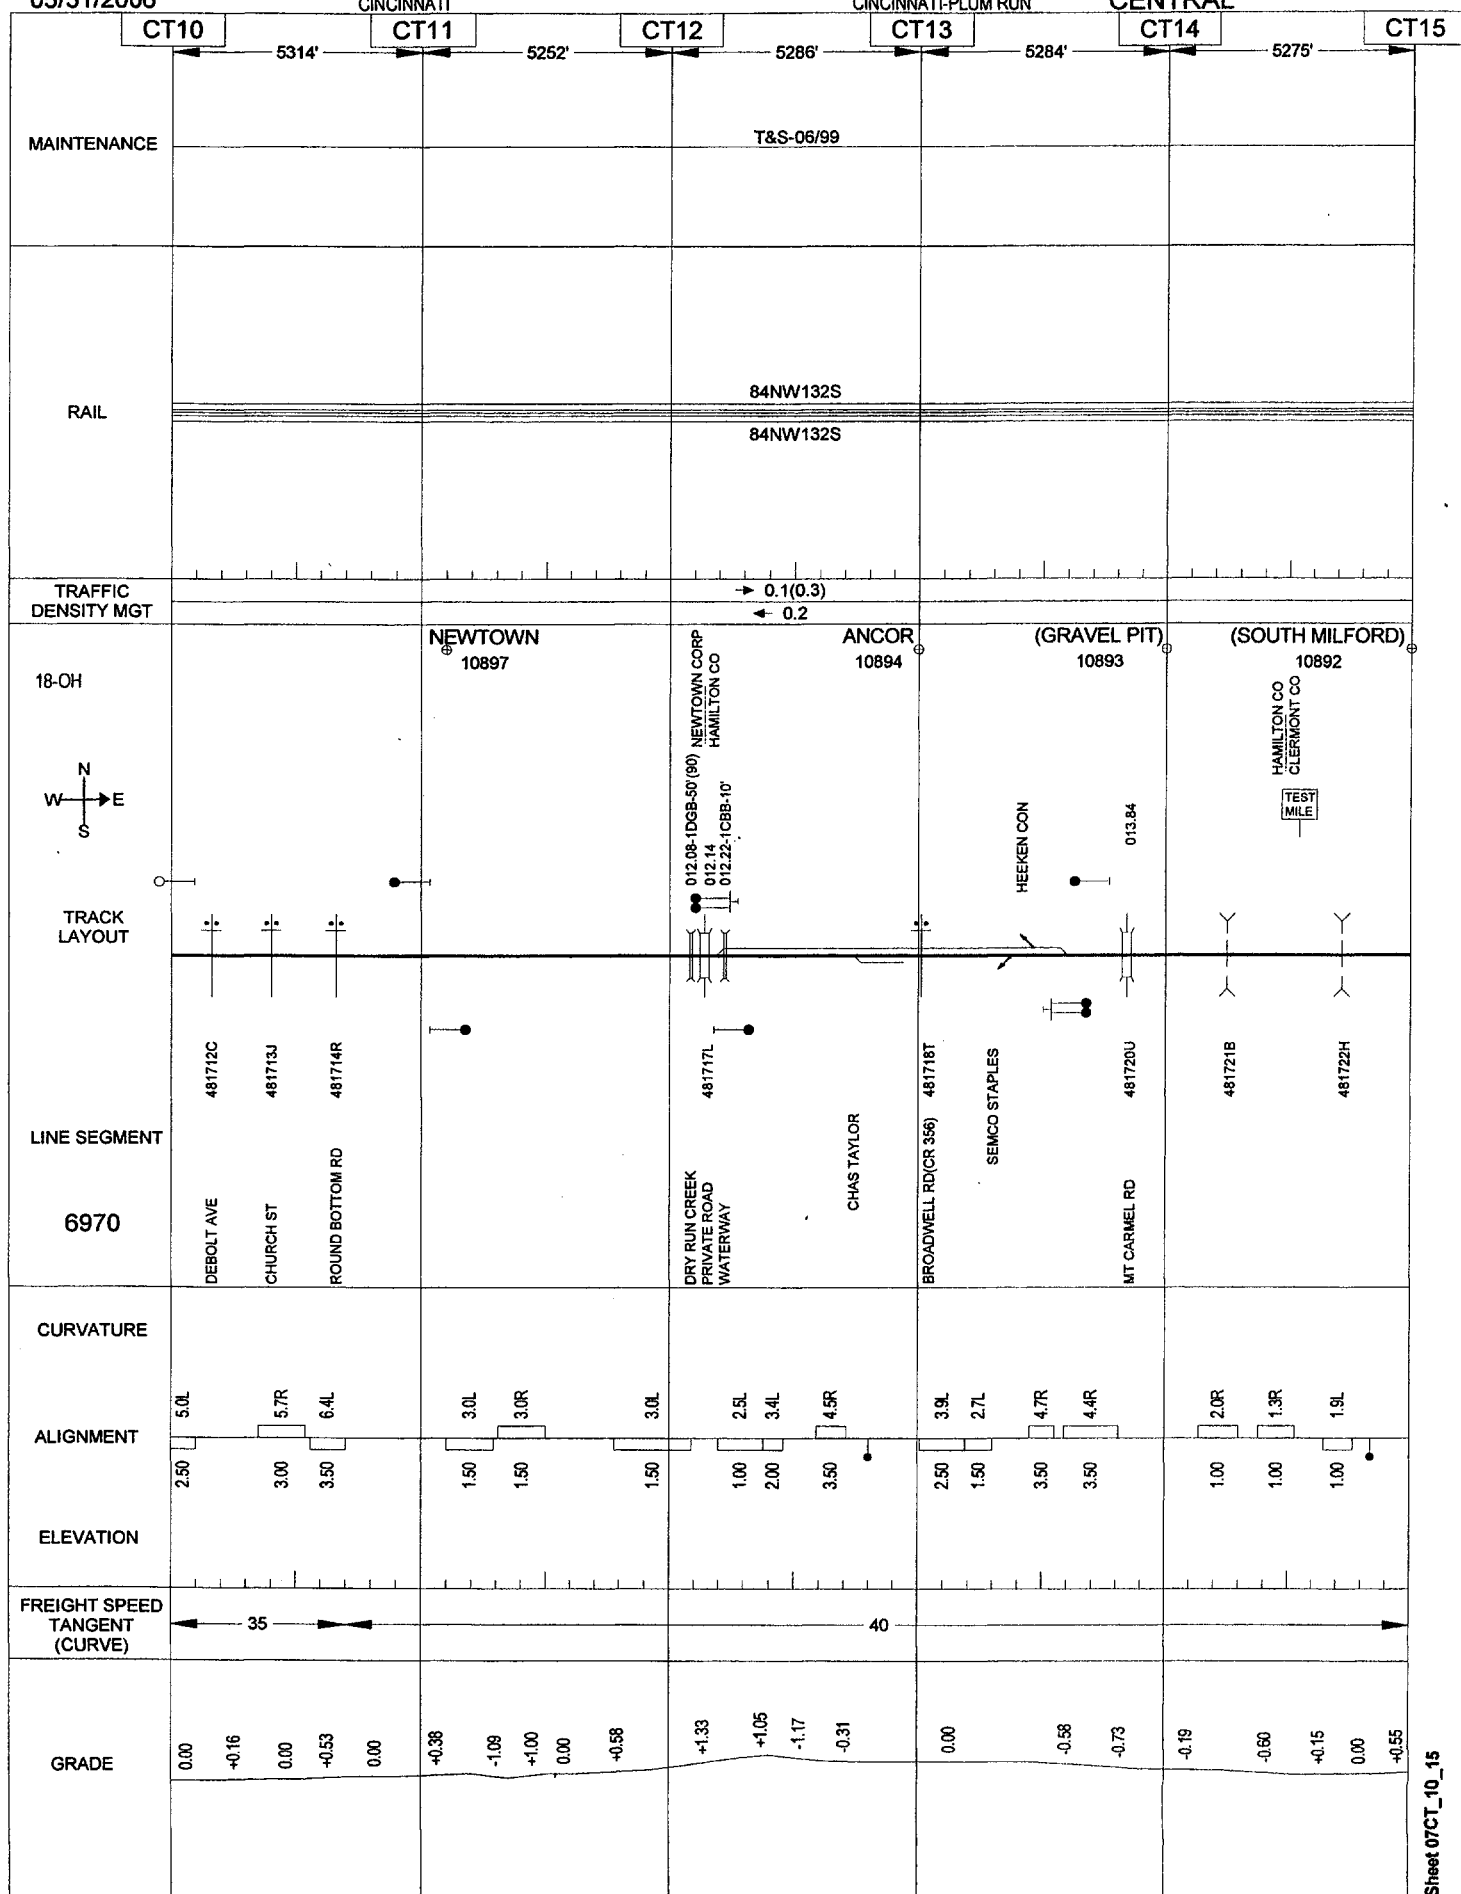 05/31/2006
CINCINNATI
CINCINNATI-PLUM RUN
CENTRAL
CT10
CT11
CT12
CT13
CT14
CT15
5314'
5252'
5286'
5284'
5275'
MAINTENANCE
T&S-06/99
RAIL
84NW132S
84NW132S
TRAFFIC
DENSITY MGT
0.1(0.3)
0.2
18-OH
NEWTOWN
10897
ANCOR
10894
(GRAVEL PIT)
10893
(SOUTH MILFORD)
10892
N
W
E
S
012.08-1DGB-50'(90)
NEWTOWN CORP
HAMILTON CO
012.14
012.22-1CBB-10'
HEEKEN CON
013.84
HAMILTON CO
CLERMONT CO
TEST
MILE
TRACK
LAYOUT
481712C
481713J
481714R
481717L
481718T
481720U
481721B
481722H
LINE SEGMENT
6970
DEBOLT AVE
CHURCH ST
ROUND BOTTOM RD
DRY RUN CREEK
PRIVATE ROAD
WATERWAY
CHAS TAYLOR
BROADWELL RD(CR 356)
SEMCO STAPLES
MT CARMEL RD
CURVATURE
5.0L
5.7R
6.4L
3.0L
3.0R
3.0L
2.5L
3.4L
4.5R
3.9L
2.7L
4.7R
4.4R
2.0R
1.3R
1.9L
ALIGNMENT
2.50
3.00
3.50
1.50
1.50
1.50
1.00
2.00
3.50
2.50
1.50
3.50
3.50
1.00
1.00
1.00
ELEVATION
FREIGHT SPEED
TANGENT
(CURVE)
35
40
GRADE
0.00
+0.16
0.00
+0.53
0.00
+0.38
-1.09
+1.00
0.00
+0.58
+1.33
+1.05
-1.17
-0.31
0.00
-0.58
-0.73
-0.19
-0.60
+0.15
0.00
+0.55
Sheet 07CT_10_15